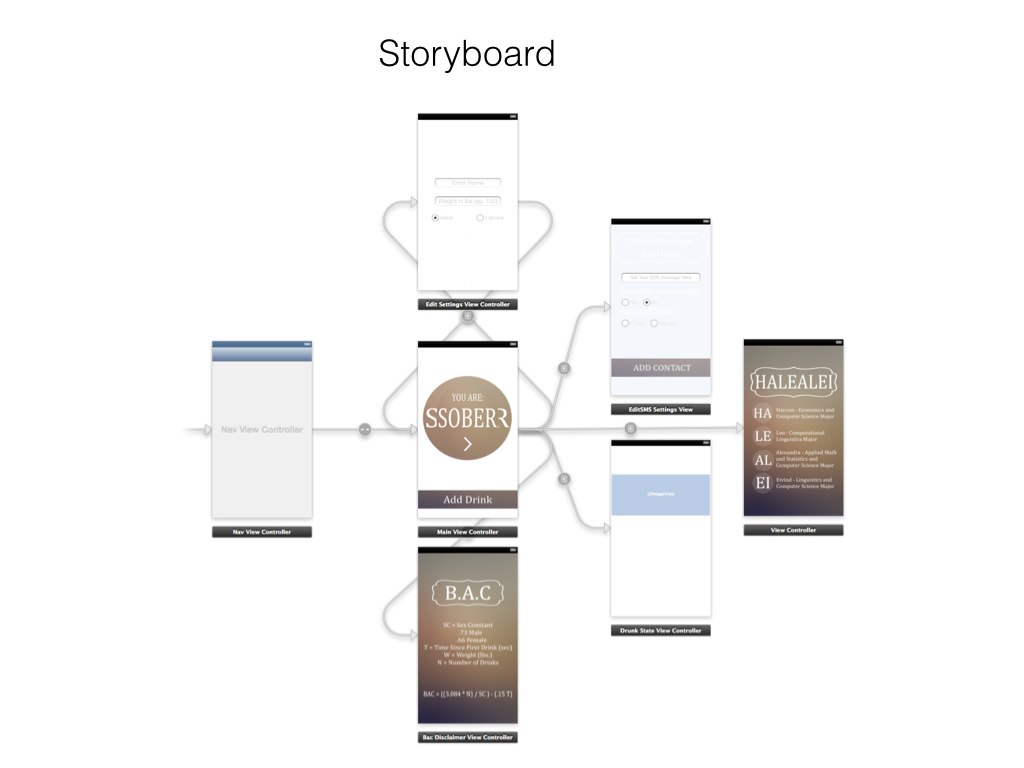 Storyboard
Enter Name
Weight in lbs (eg. 155)
Male
Female
Edit Settings View Controller
Nav View Controller
Nav View Controller
YOU ARE:
SSOBERR
Add Drink
Main View Controller
SOS Message
Settings
Set Your SOS message Here
ADD CONTACT
EditSMS Settings View
UIImageView
Drunk State View Controller
HALEALEI
HA
Harrison - Economics and
Computer Science Major
LE
Leo - Computational
Linguistics Major
AL
Alexandra - Applied Math
and Statistics and
Computer Science Major
EI
Eivind - Linguistics and
Computer Science Major
View Controller
B.A.C
SC = Sex Constant
.73 Male
.66 Female
T = Time Since First Drink (sec)
W = Weight (lbs.)
N = Number of Drinks
BAC = ((3.084 * N) / SC ) - (.15 T)
Bac Disclaimer View Controller